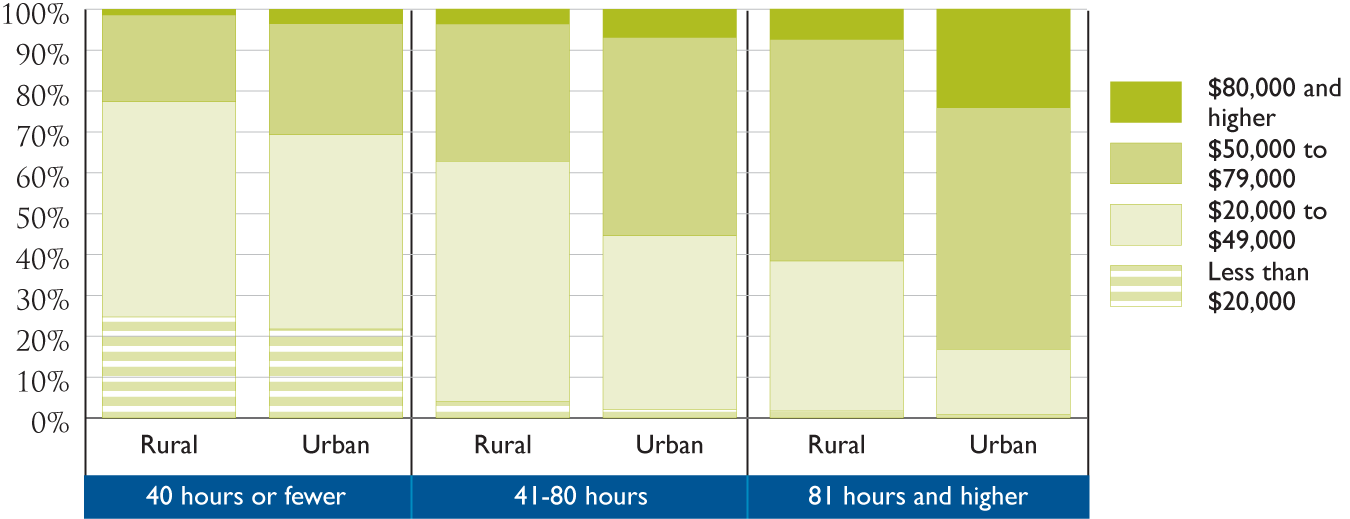 100%
90%
80%
70%
60%
50%
40%
30%
20%
10%
0%
$80,000 and
higher
$50,000 to
$79,000
$20,000 to
$49,000
Less than
$20,000
Rural Urban Rural Urban Rural Urban
40 hours or fewer 41-80 hours 81 hours and higher